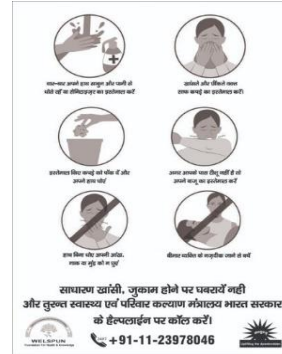 बार-बार अपने हाथ साबुन और पानी से
धोते रहें या सेनिटाइज़र का इस्तेमाल करें
खांसते और छींकते वक्त
साफ कपड़े का इस्तेमाल करें।
इस्तेमाल किए कपड़े को फेंक दें और
अपने हाथ धोएं
अगर आपके पास टीशू नहीं है तो
अपने बाजू का इस्तेमाल करें
हाथ बिना धोए अपनी आंख,
नाक या मुंह को न छुएं
बीमार व्यक्ति के नज़दीक जाने से बचें
साधारण खांसी, जुकाम होने पर घबरायें नही
और तुरन्त स्वास्थ्य एवं परिवार कल्याण मंत्रालय भारत सरकार
के हैल्पलाईन पर कॉल करें।
+91-11-23978046
WELSPUN